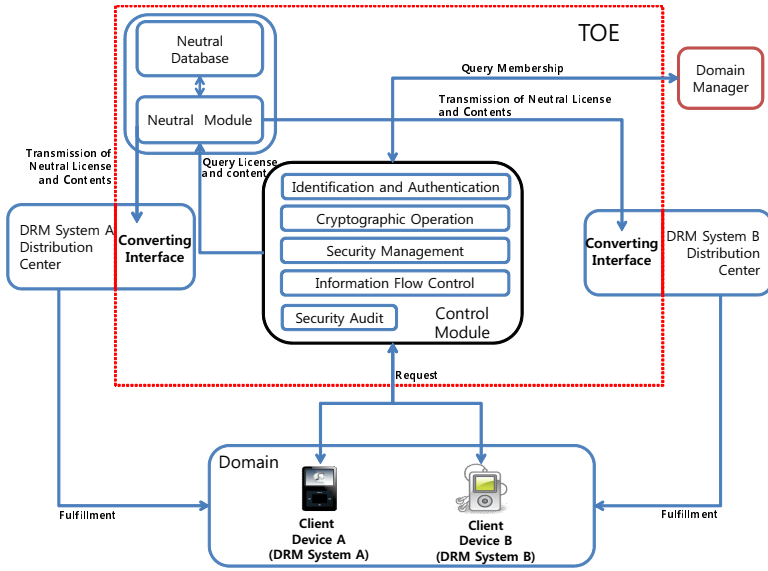 TOE
Neutral
Database
Neutral Module
Query Membership
Domain
Manager
Transmission of Neutral License
and Contents
Transmission of
Neutral License
and Contents
Query License
and content
Identification and Authentication
Cryptographic Operation
Security Management
Information Flow Control
Security Audit
Control
Module
DRM System A
Distribution
Center
Converting
Interface
Converting
Interface
DRM System B
Distribution
Center
Request
Domain
Fulfillment
Fulfillment
Client
Device A
(DRM System A)
Client
Device B
(DRM System B)